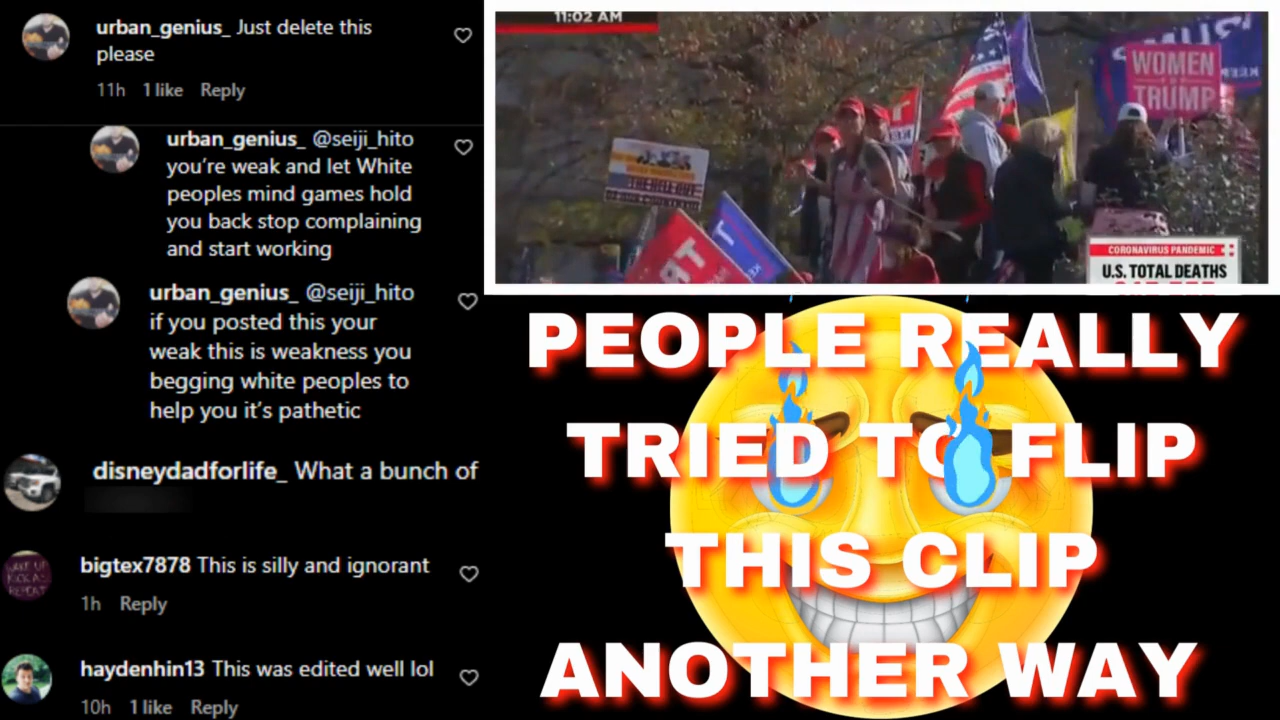 urban_genius_ Just delete this
please
11h 1 like Reply
urban_genius_ @seiji_hito
you're weak and let White
peoples mind games hold
you back stop complaining
and start working
urban_genius_ @seiji_hito
if you posted this your
weak this is weakness you
begging white peoples to
help you it's pathetic
disneydadforlife_ What a bunch of
bigtex7878 This is silly and ignorant
1h Reply
haydenhin13 This was edited well lol
10h 1 like Reply
11:02 AM
WOMEN
TRUMP
CORONAVIRUS PANDEMIC
U.S. TOTAL DEATHS
PEOPLE REALLY
TRIED TO FLIP
THIS CLIP
ANOTHER WAY